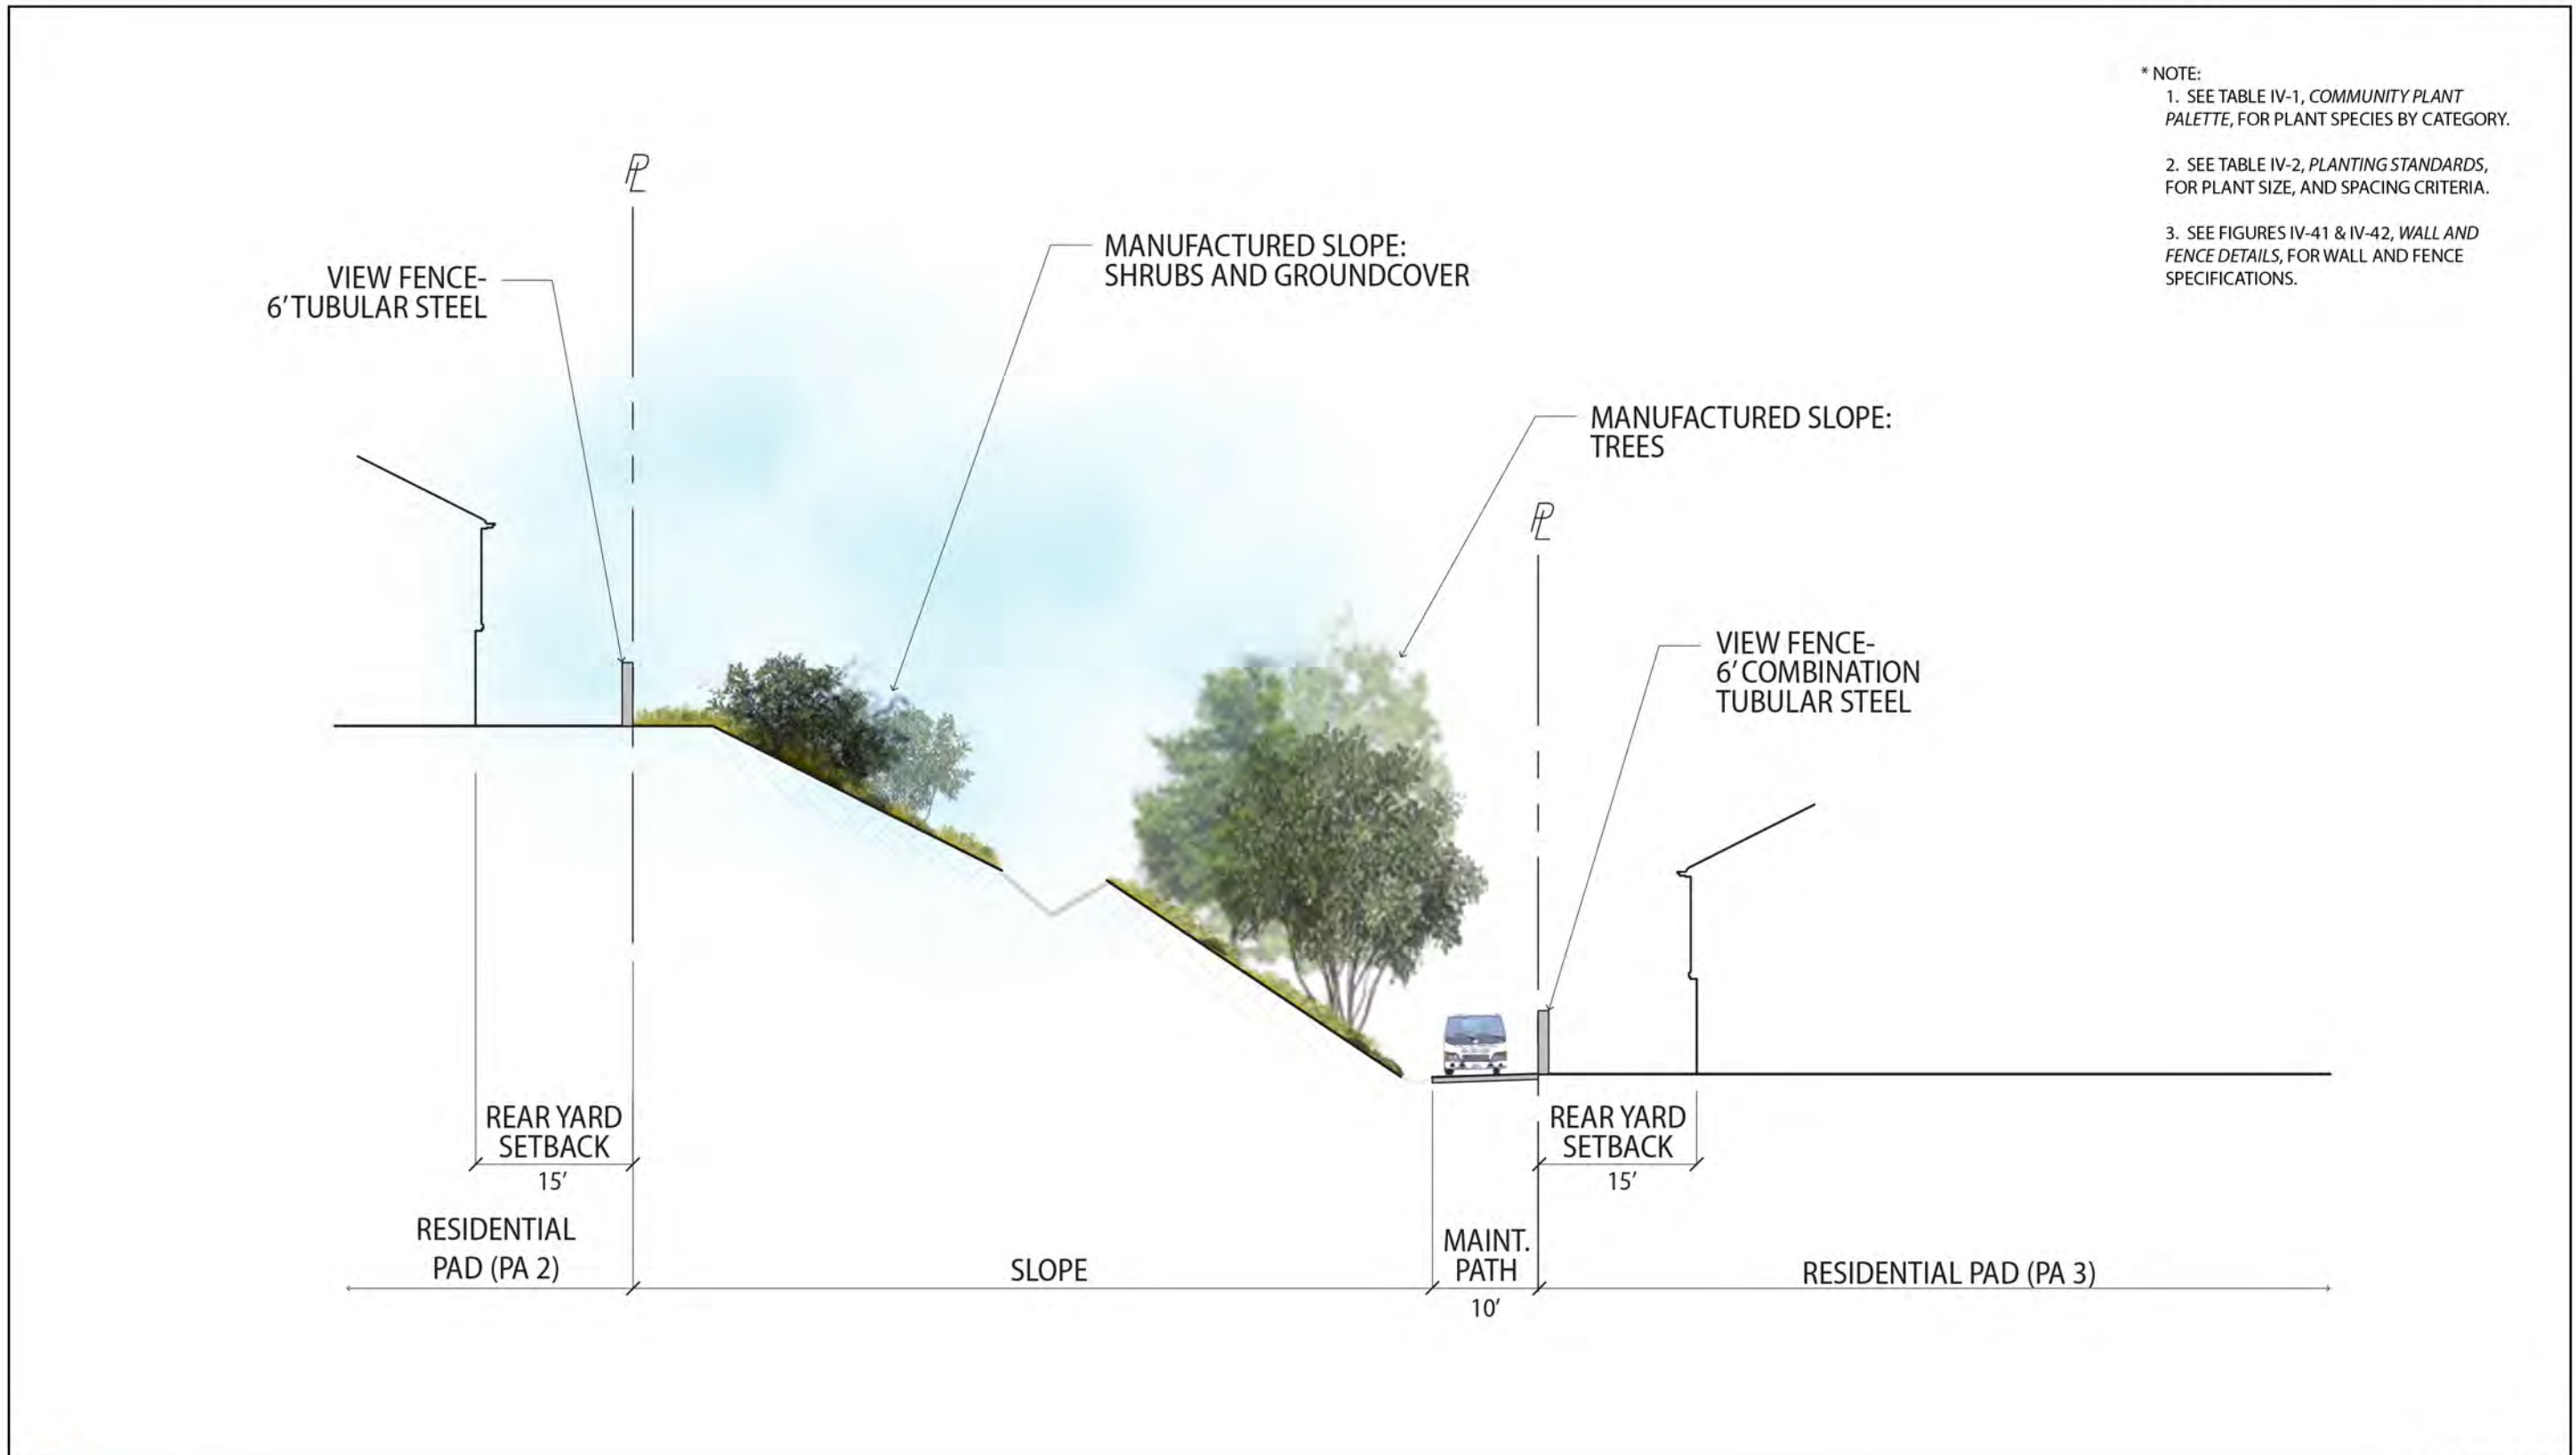 * NOTE:
1. SEE TABLE IV-1, COMMUNITY PLANT
PALETTE, FOR PLANT SPECIES BY CATEGORY.
2. SEE TABLE IV-2, PLANTING STANDARDS,
FOR PLANT SIZE, AND SPACING CRITERIA.
3. SEE FIGURES IV-41 & IV-42, WALL AND
FENCE DETAILS, FOR WALL AND FENCE
SPECIFICATIONS.
PL
VIEW FENCE-
6' TUBULAR STEEL
MANUFACTURED SLOPE:
SHRUBS AND GROUNDCOVER
MANUFACTURED SLOPE:
TREES
PL
VIEW FENCE-
6' COMBINATION
TUBULAR STEEL
REAR YARD
SETBACK
15'
REAR YARD
SETBACK
15'
RESIDENTIAL
PAD (PA 2)
SLOPE
MAINT.
PATH
10'
RESIDENTIAL PAD (PA 3)